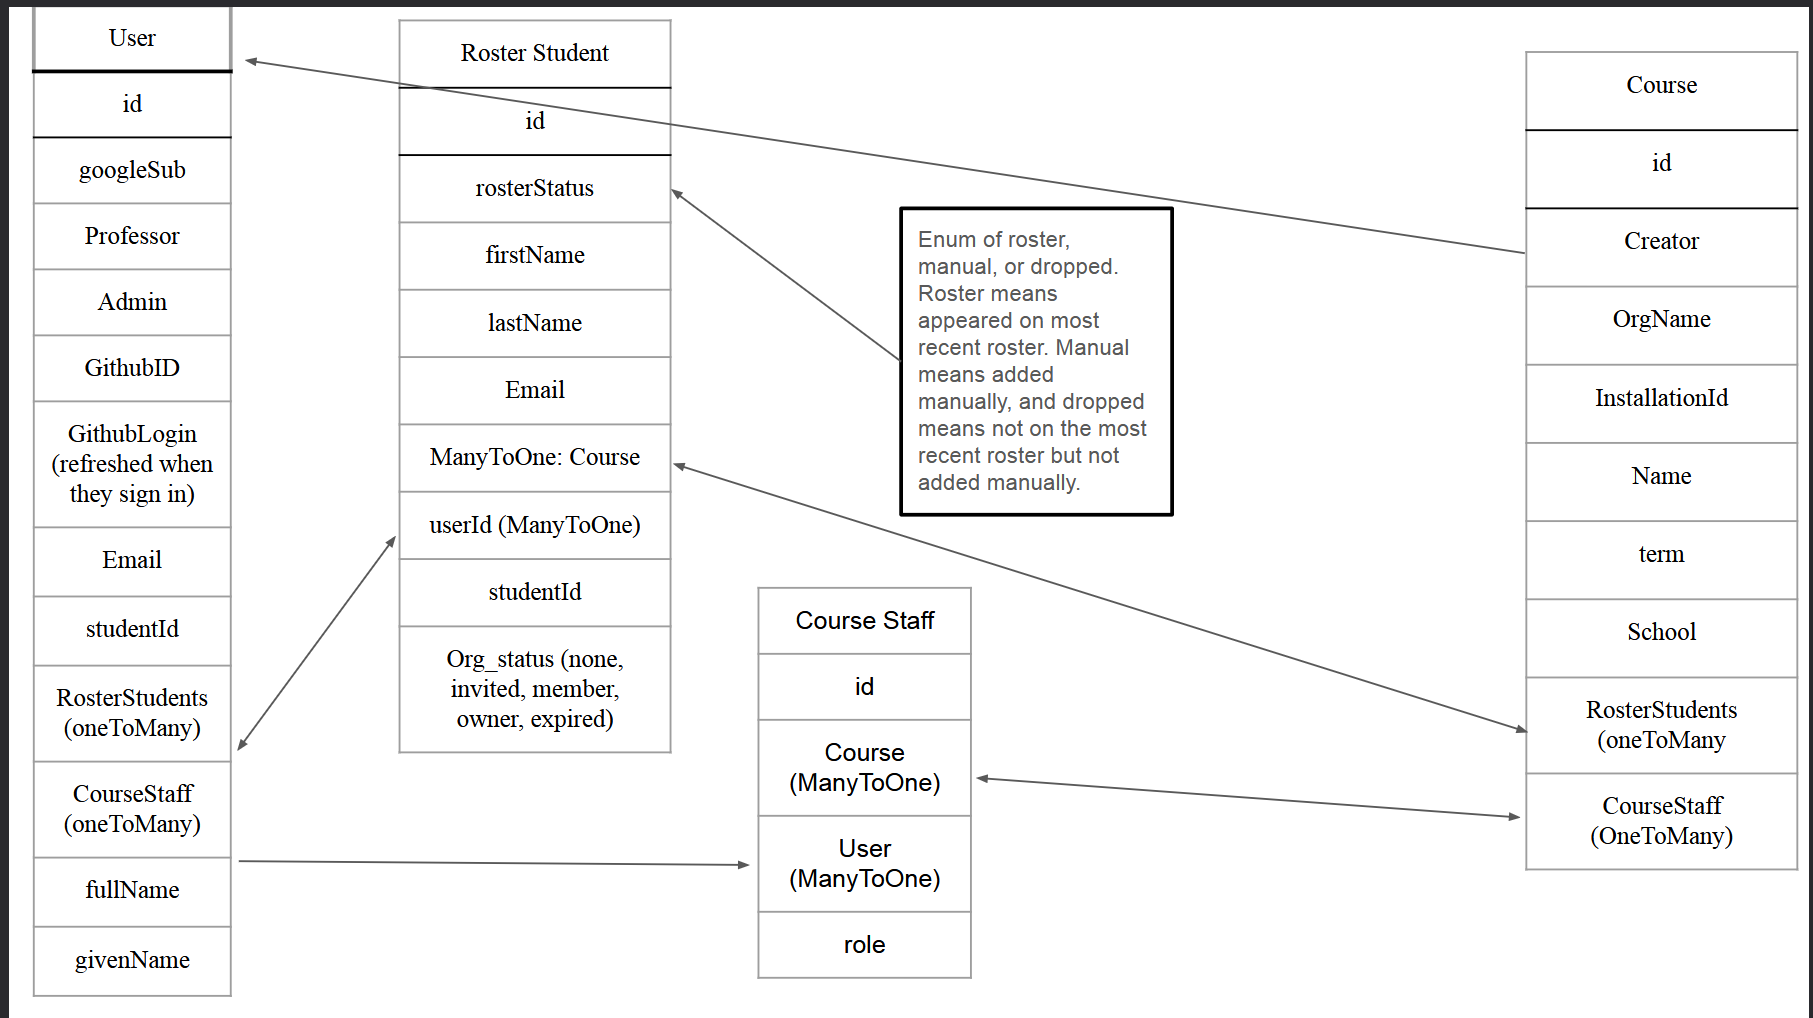 User
id
googleSub
Professor
Admin
GithubID
GithubLogin
(refreshed when
they sign in)
Email
studentId
RosterStudents
(oneToMany)
CourseStaff
(oneToMany)
fullName
givenName
Roster Student
id
rosterStatus
firstName
lastName
Email
ManyToOne: Course
userId (ManyToOne)
studentId
Org_status (none,
invited, member,
owner, expired)
Enum of roster,
manual, or dropped.
Roster means
appeared on most
recent roster. Manual
means added
manually, and dropped
means not on the most
recent roster but not
added manually.
Course Staff
id
Course
(ManyToOne)
User
(ManyToOne)
role
Course
id
Creator
OrgName
InstallationId
Name
term
School
RosterStudents
(oneToMany
CourseStaff
(OneToMany)